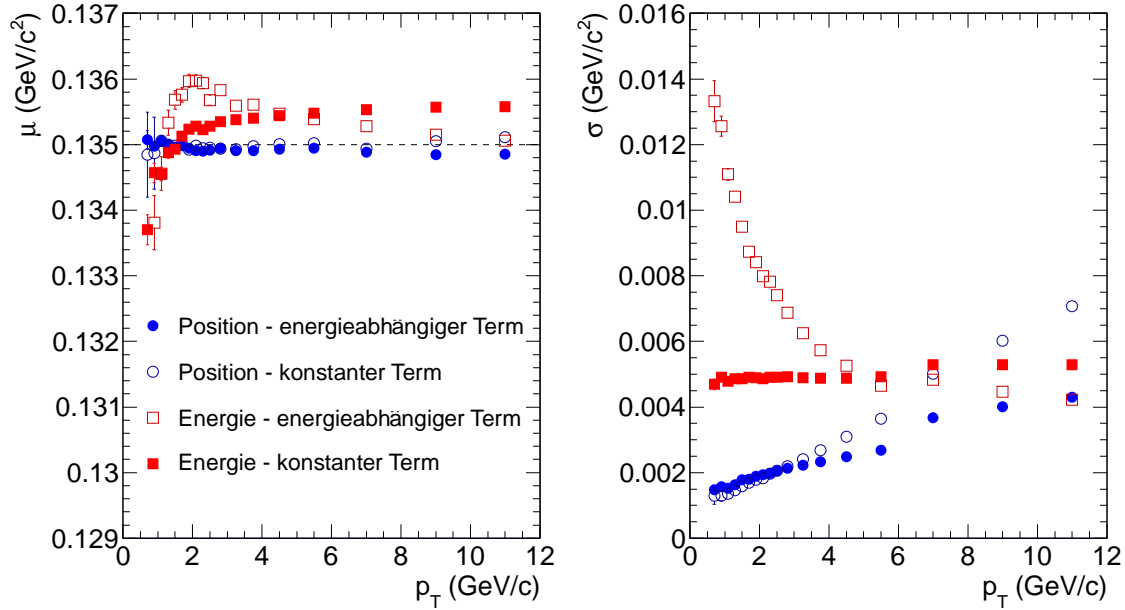 μ (GeV/c²)
0.137
0.136
0.135
0.134
0.133
0.132
0.131
0.13
0.129
0 2 4 6 8 10 12
p_T (GeV/c)
Position - energieabhängiger Term
Position - konstanter Term
Energie - energieabhängiger Term
Energie - konstanter Term
σ (GeV/c²)
0.016
0.014
0.012
0.01
0.008
0.006
0.004
0.002
0
0 2 4 6 8 10 12
p_T (GeV/c)